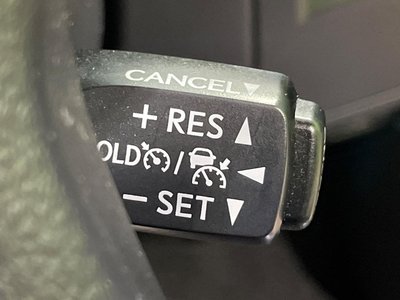 CANCEL▼
+ RES ▲
OLD / ◀
− SET ▼